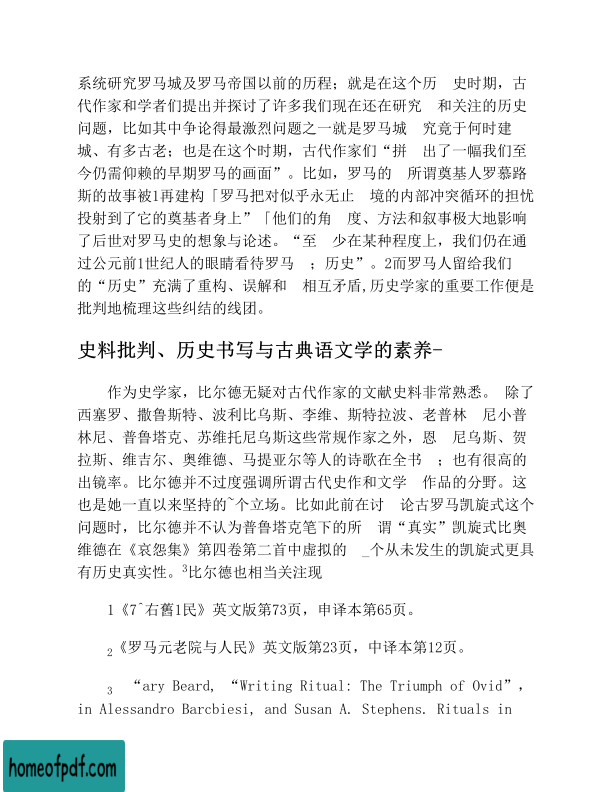 系统研究罗马城及罗马帝国以前的历程；就是在这个历　史时期，古
代作家和学者们提出并探讨了许多我们现在还在研究　和关注的历史
问题，比如其中争论得最激烈问题之一就是罗马城　究竟于何时建
城、有多古老；也是在这个时期，古代作家们“拼　出了一幅我们至
今仍需仰赖的早期罗马的画面”。比如，罗马的　所谓奠基人罗慕路
斯的故事被1再建构「罗马把对似乎永无止　境的内部冲突循环的担忧
投射到了它的奠基者身上”「他们的角　度、方法和叙事极大地影响
了后世对罗马史的想象与论述。“至　少在某种程度上，我们仍在通
过公元前1世纪人的眼睛看待罗马　；历史”。2而罗马人留给我们
的“历史”充满了重构、误解和　相互矛盾,历史学家的重要工作便是
批判地梳理这些纠结的线团。
史料批判、历史书写与古典语文学的素养-
作为史学家，比尔德无疑对古代作家的文献史料非常熟悉。 除了
西塞罗、撒鲁斯特、波利比乌斯、李维、斯特拉波、老普林　尼小普
林尼、普鲁塔克、苏维托尼乌斯这些常规作家之外，恩　尼乌斯、贺
拉斯、维吉尔、奥维德、马提亚尔等人的诗歌在全书　；也有很高的
出镜率。比尔德并不过度强调所谓古代史作和文学　作品的分野。这
也是她一直以来坚持的~个立场。比如此前在讨　论古罗马凯旋式这个
问题时，比尔德并不认为普鲁塔克笔下的所　谓“真实”凯旋式比奥
维德在《哀怨集》第四卷第二首中虚拟的　_个从未发生的凯旋式更具
有历史真实性。3比尔德也相当关注现
1《7^右舊1民》英文版第73页，申译本第65页。
2《罗马元老院与人民》英文版第23页，中译本第12页。
3　“ary Beard, “Writing Ritual: The Triumph of Ovid”，
in Alessandro Barcbiesi, and Susan A. Stephens. Rituals in
homeofpdf.com